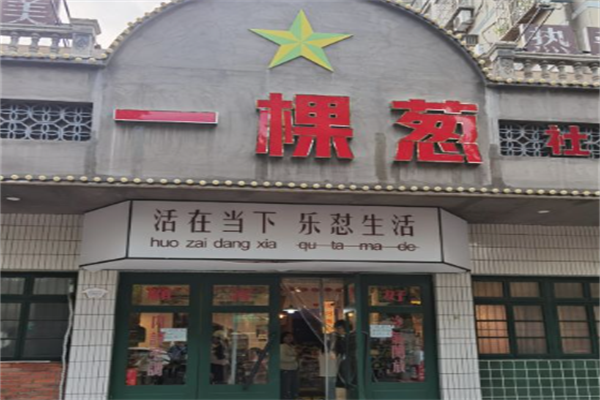 一棵葱
社
活在当下 乐怼生活
huo zai dang xia qu ta ma de
美